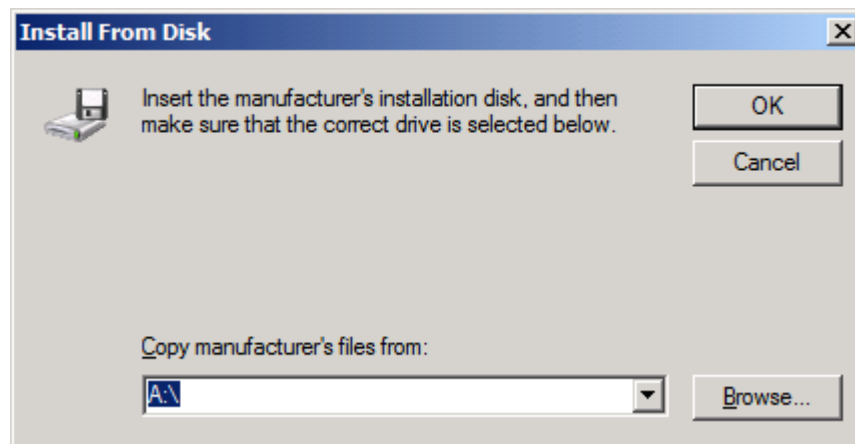 Install From Disk
Insert the manufacturer's installation disk, and then
make sure that the correct drive is selected below.
OK
Cancel
Copy manufacturer's files from:
A:\
Browse...